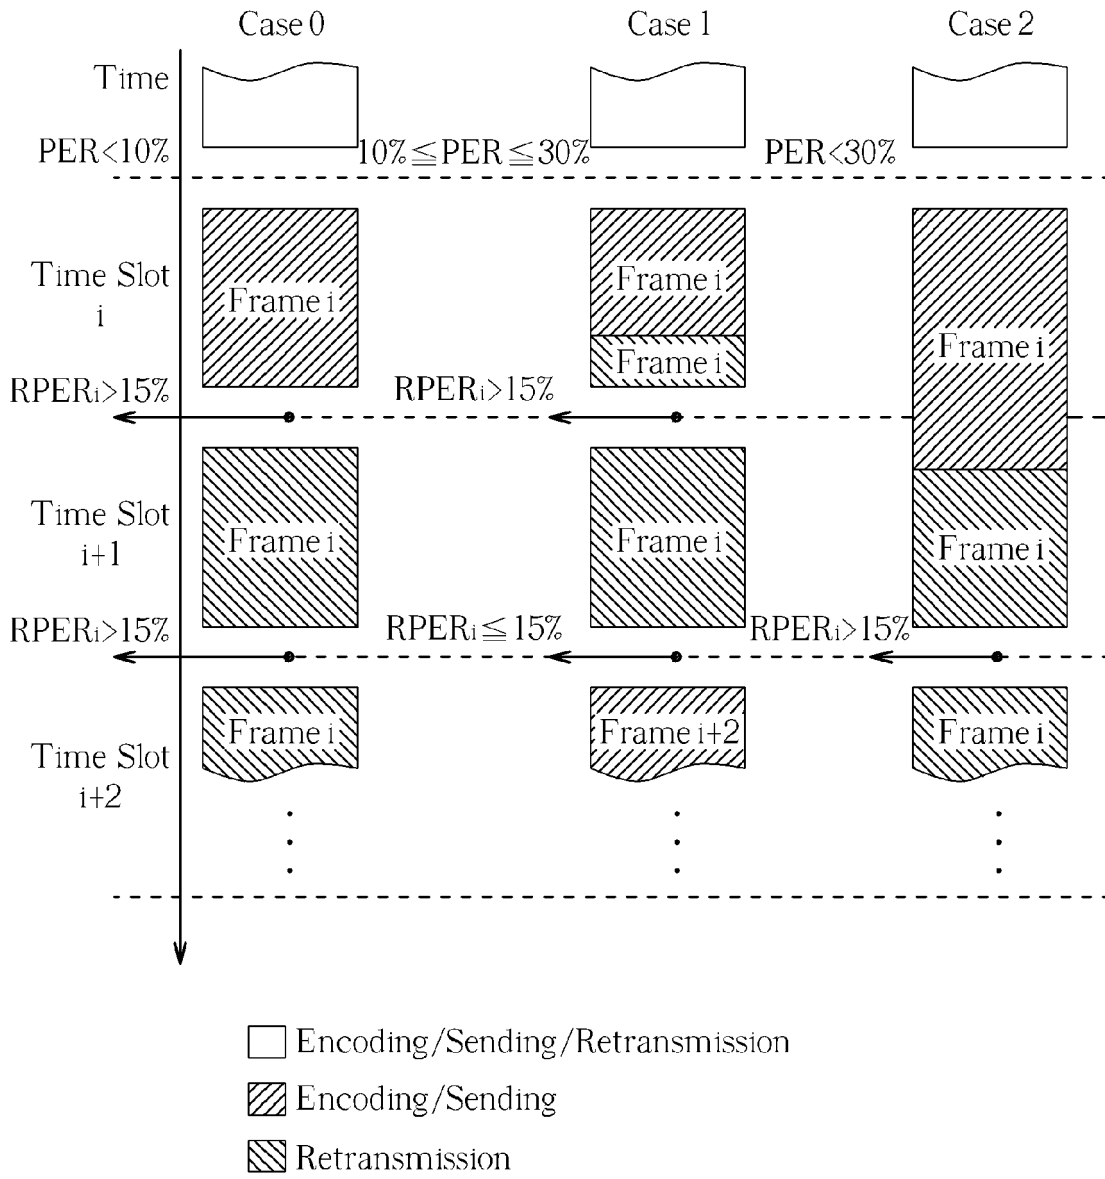 Case 0 Case 1 Case 2
Time
PER<10% 10%≦PER≦30% PER<30%
Time Slot
i
Frame i Frame i Frame i
Frame i
RPERi>15% RPERi>15%
Time Slot
i+1
Frame i Frame i Frame i
RPERi>15% RPERi≦15% RPERi>15%
Time Slot
i+2
Frame i Frame i+2 Frame i
Encoding/Sending/Retransmission
Encoding/Sending
Retransmission